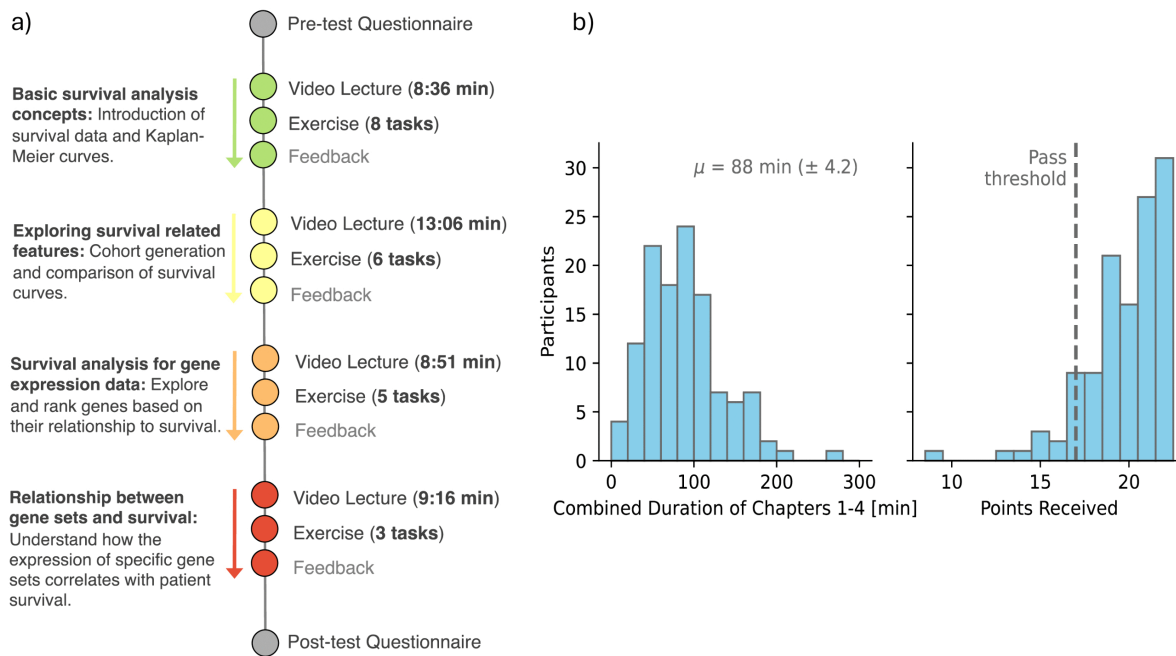 a)
Pre-test Questionnaire
Basic survival analysis
concepts: Introduction of
survival data and Kaplan-
Meier curves.
Video Lecture (8:36 min)
Exercise (8 tasks)
Feedback
Exploring survival related
features: Cohort generation
and comparison of survival
curves.
Video Lecture (13:06 min)
Exercise (6 tasks)
Feedback
Survival analysis for gene
expression data: Explore
and rank genes based on
their relationship to survival.
Video Lecture (8:51 min)
Exercise (5 tasks)
Feedback
Relationship between
gene sets and survival:
Understand how the
expression of specific gene
sets correlates with patient
survival.
Video Lecture (9:16 min)
Exercise (3 tasks)
Feedback
Post-test Questionnaire
b)
Participants
30
25
20
15
10
5
0
μ = 88 min (± 4.2)
0 100 200 300
Combined Duration of Chapters 1-4 [min]
Pass
threshold
10 15 20
Points Received